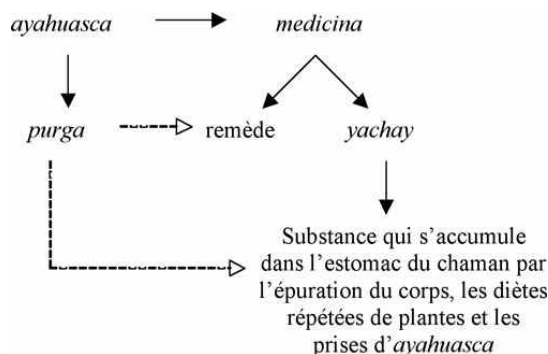 ayahuasca medicina
purga remède yachay
Substance qui s’accumule
dans l’estomac du chaman par
l’épuration du corps, les diètes
répétées de plantes et les
prises d’ayahuasca